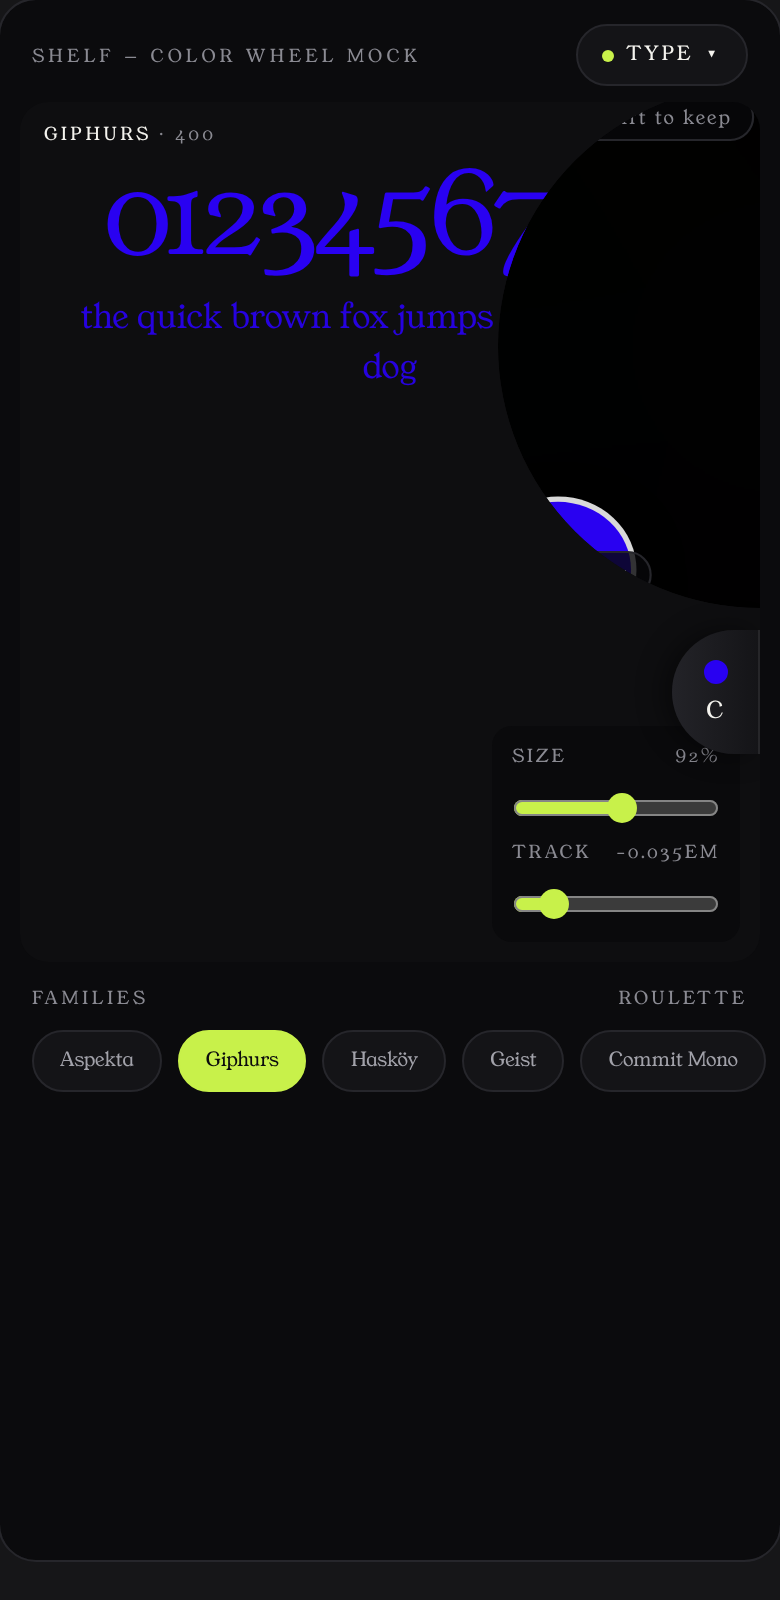 SHELF – COLOR WHEEL MOCK
TYPE ▾
GIPHURS · 400
to keep
01234567
the quick brown fox jumps
dog
C
SIZE 92%
TRACK -0.035EM
FAMILIES ROULETTE
Aspekta Giphurs Hasköy Geist Commit Mono